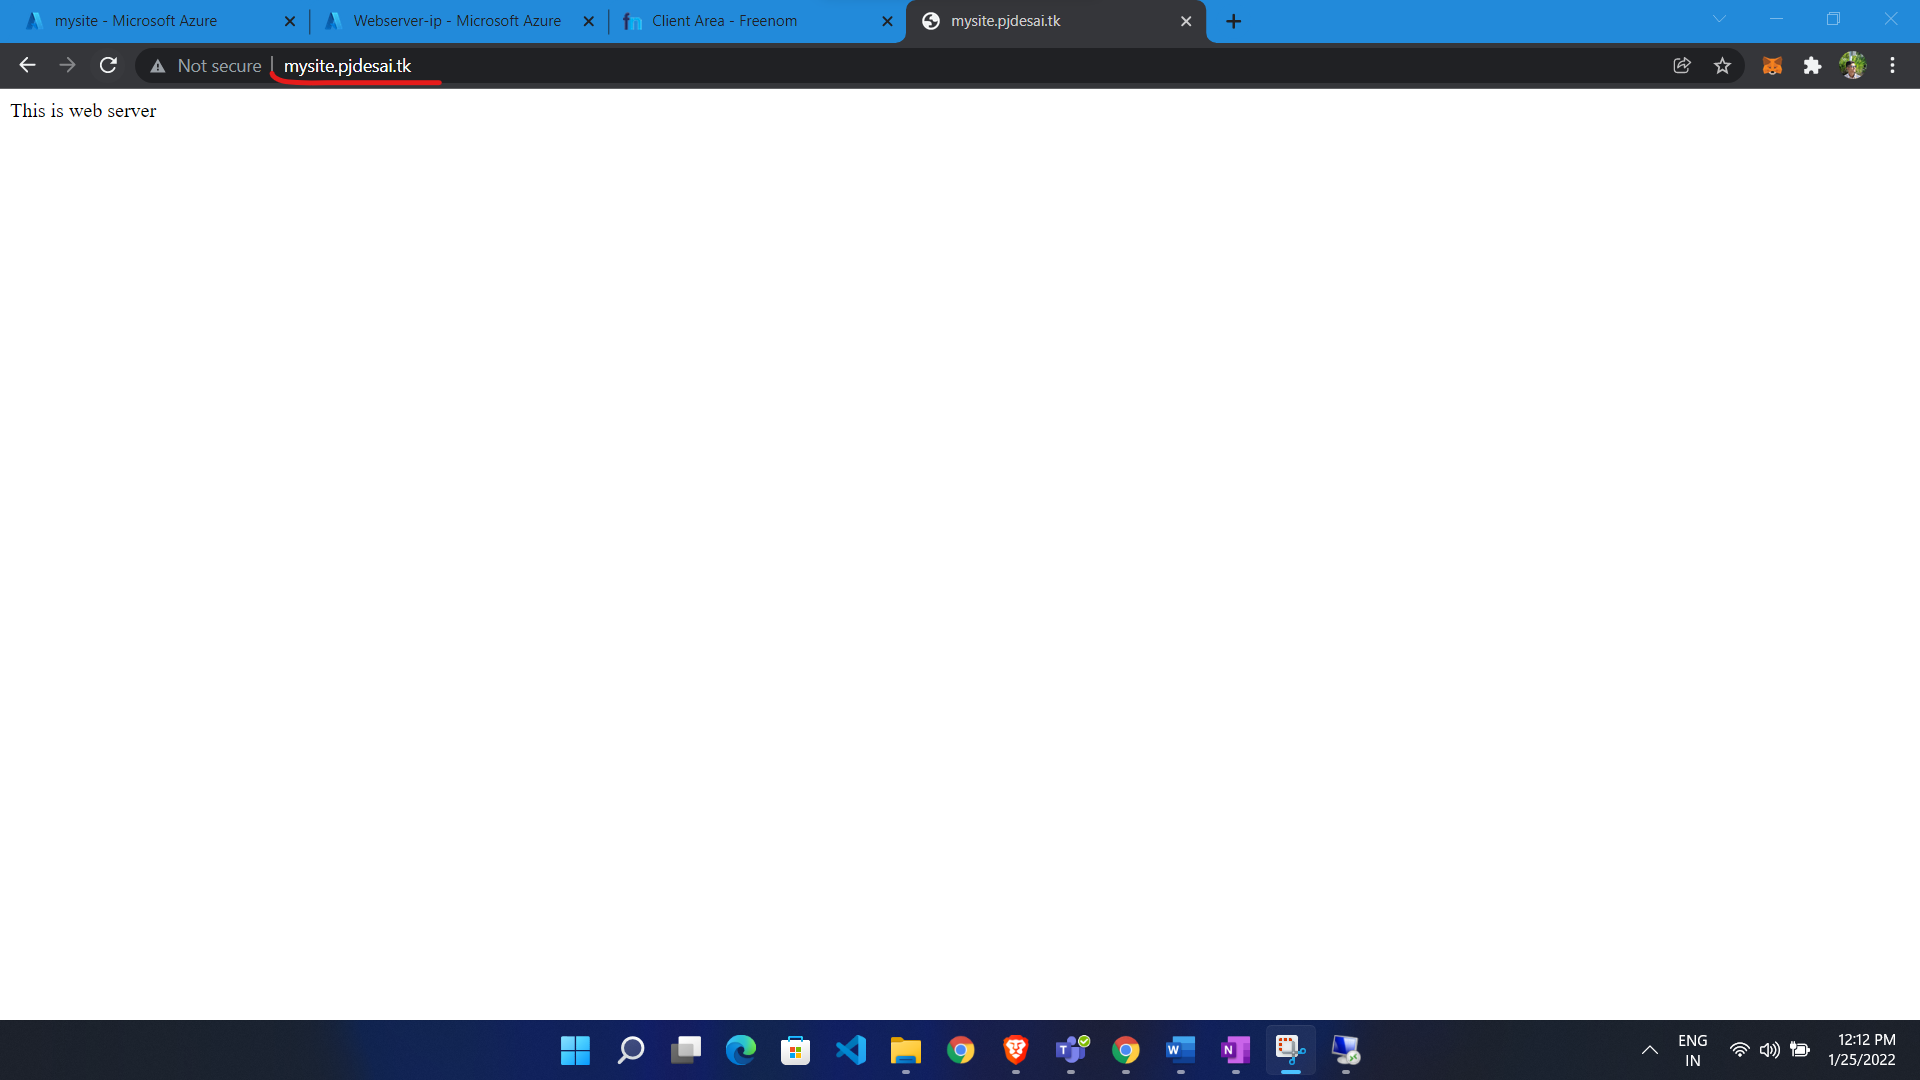 mysite - Microsoft Azure
Webserver-ip - Microsoft Azure
Client Area - Freenom
mysite.pjdesai.tk
Not secure
mysite.pjdesai.tk
This is web server
ENG
IN
12:12 PM
1/25/2022